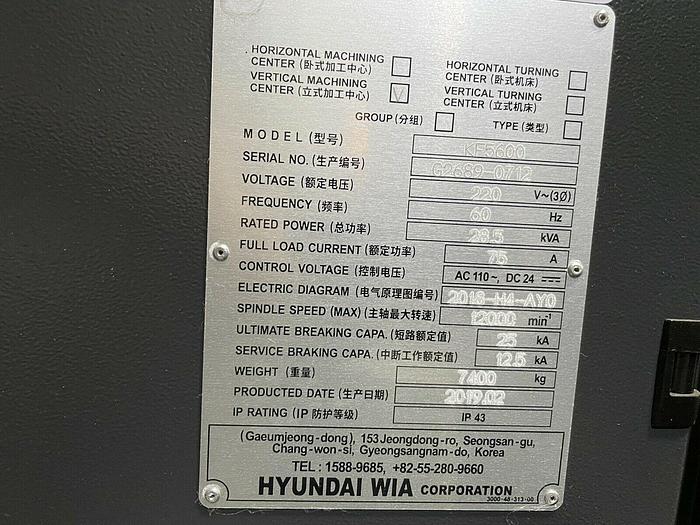 HORIZONTAL MACHINING
CENTER (卧式加工中心)
VERTICAL MACHINING
CENTER (立式加工中心) V
HORIZONTAL TURNING
CENTER (卧式机床)
VERTICAL TURNING
CENTER (立式机床)
GROUP (分组) TYPE (类型)
MODEL (型号) KF5600
SERIAL NO. (生产编号) G2689-0712
VOLTAGE (额定电压) 220 V~(3Ø)
FREQUENCY (频率) 60 Hz
RATED POWER (总功率) 28.5 kVA
FULL LOAD CURRENT (额定功率) 75 A
CONTROL VOLTAGE (控制电压) AC 110~, DC 24
ELECTRIC DIAGRAM (电气原理图编号) 2018-H4-AY0
SPINDLE SPEED (MAX) (主轴最大转速) 12000 min⁻¹
ULTIMATE BREAKING CAPA. (短路额定值) 25 kA
SERVICE BRAKING CAPA. (中断工作额定值) 12.5 kA
WEIGHT (重量) 7400 kg
PRODUCTED DATE (生产日期) 2019.02
IP RATING (IP 防护等级) IP 43
(Gaeumjeong-dong), 153 Jeongdong-ro, Seongsan-gu,
Chang-won-si, Gyeongsangnam-do, Korea
TEL : 1588-9685, +82-55-280-9660
HYUNDAI WIA CORPORATION
3000-48-313-00